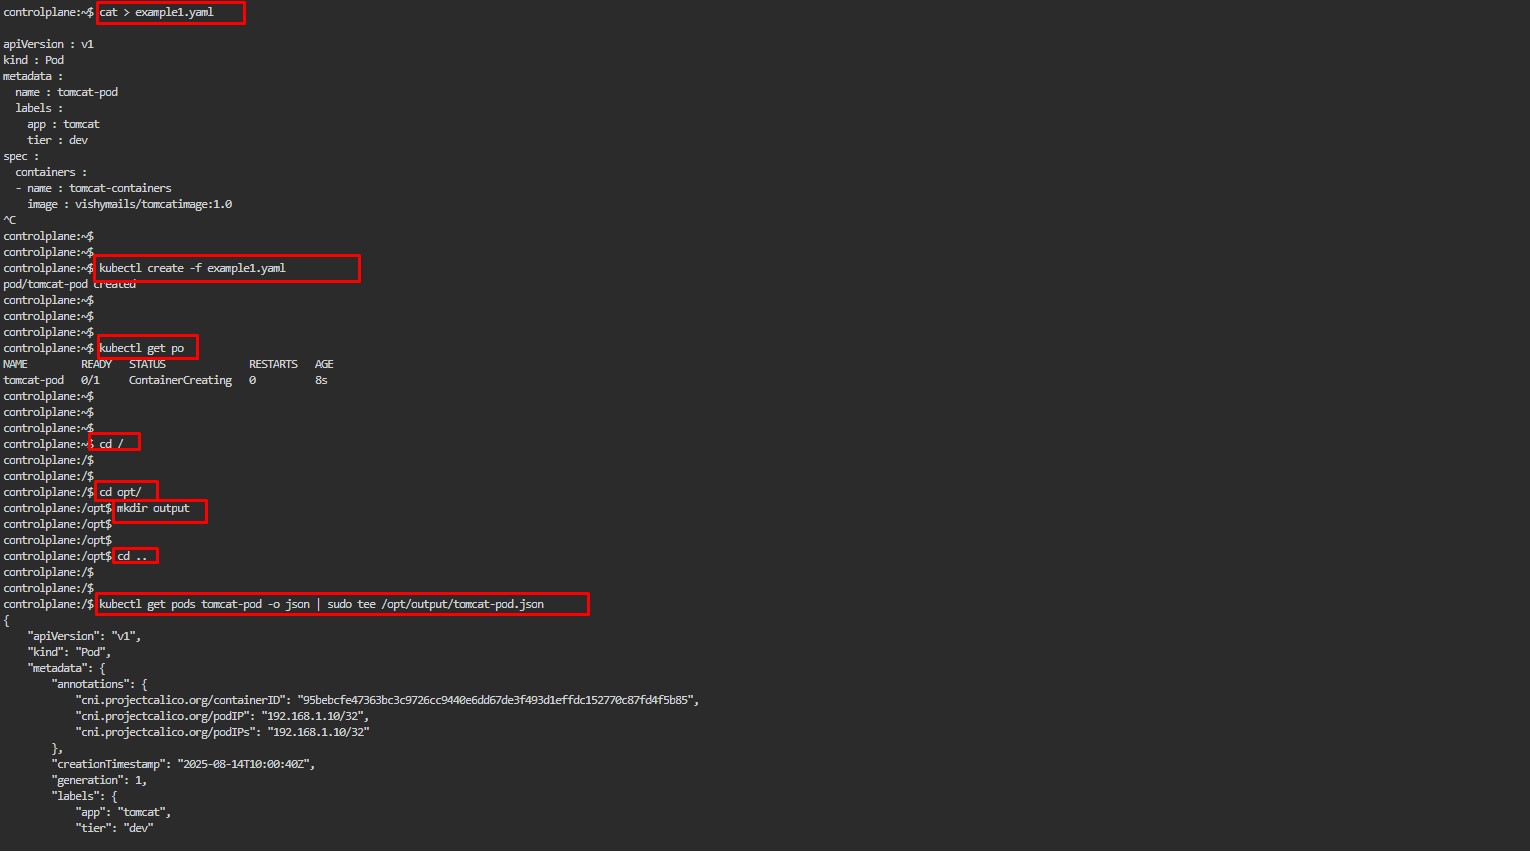 controlplane:~$ cat > example1.yaml

apiVersion : v1
kind : Pod
metadata :
  name : tomcat-pod
  labels :
    app : tomcat
    tier : dev
spec :
  containers :
  - name : tomcat-containers
    image : vishymails/tomcatimage:1.0
^C
controlplane:~$
controlplane:~$
controlplane:~$ kubectl create -f example1.yaml
pod/tomcat-pod created
controlplane:~$
controlplane:~$
controlplane:~$
controlplane:~$ kubectl get po
NAME         READY   STATUS              RESTARTS   AGE
tomcat-pod   0/1     ContainerCreating   0          8s
controlplane:~$
controlplane:~$
controlplane:~$
controlplane:~$ cd /
controlplane:/$
controlplane:/$
controlplane:/$ cd opt/
controlplane:/opt$ mkdir output
controlplane:/opt$
controlplane:/opt$
controlplane:/opt$ cd ..
controlplane:/$
controlplane:/$
controlplane:/$ kubectl get pods tomcat-pod -o json | sudo tee /opt/output/tomcat-pod.json
{
    "apiVersion": "v1",
    "kind": "Pod",
    "metadata": {
        "annotations": {
            "cni.projectcalico.org/containerID": "95bebcfe47363bc3c9726cc9440e6dd67de3f493d1effdc152770c87fd4f5b85",
            "cni.projectcalico.org/podIP": "192.168.1.10/32",
            "cni.projectcalico.org/podIPs": "192.168.1.10/32"
        },
        "creationTimestamp": "2025-08-14T10:00:40Z",
        "generation": 1,
        "labels": {
            "app": "tomcat",
            "tier": "dev"